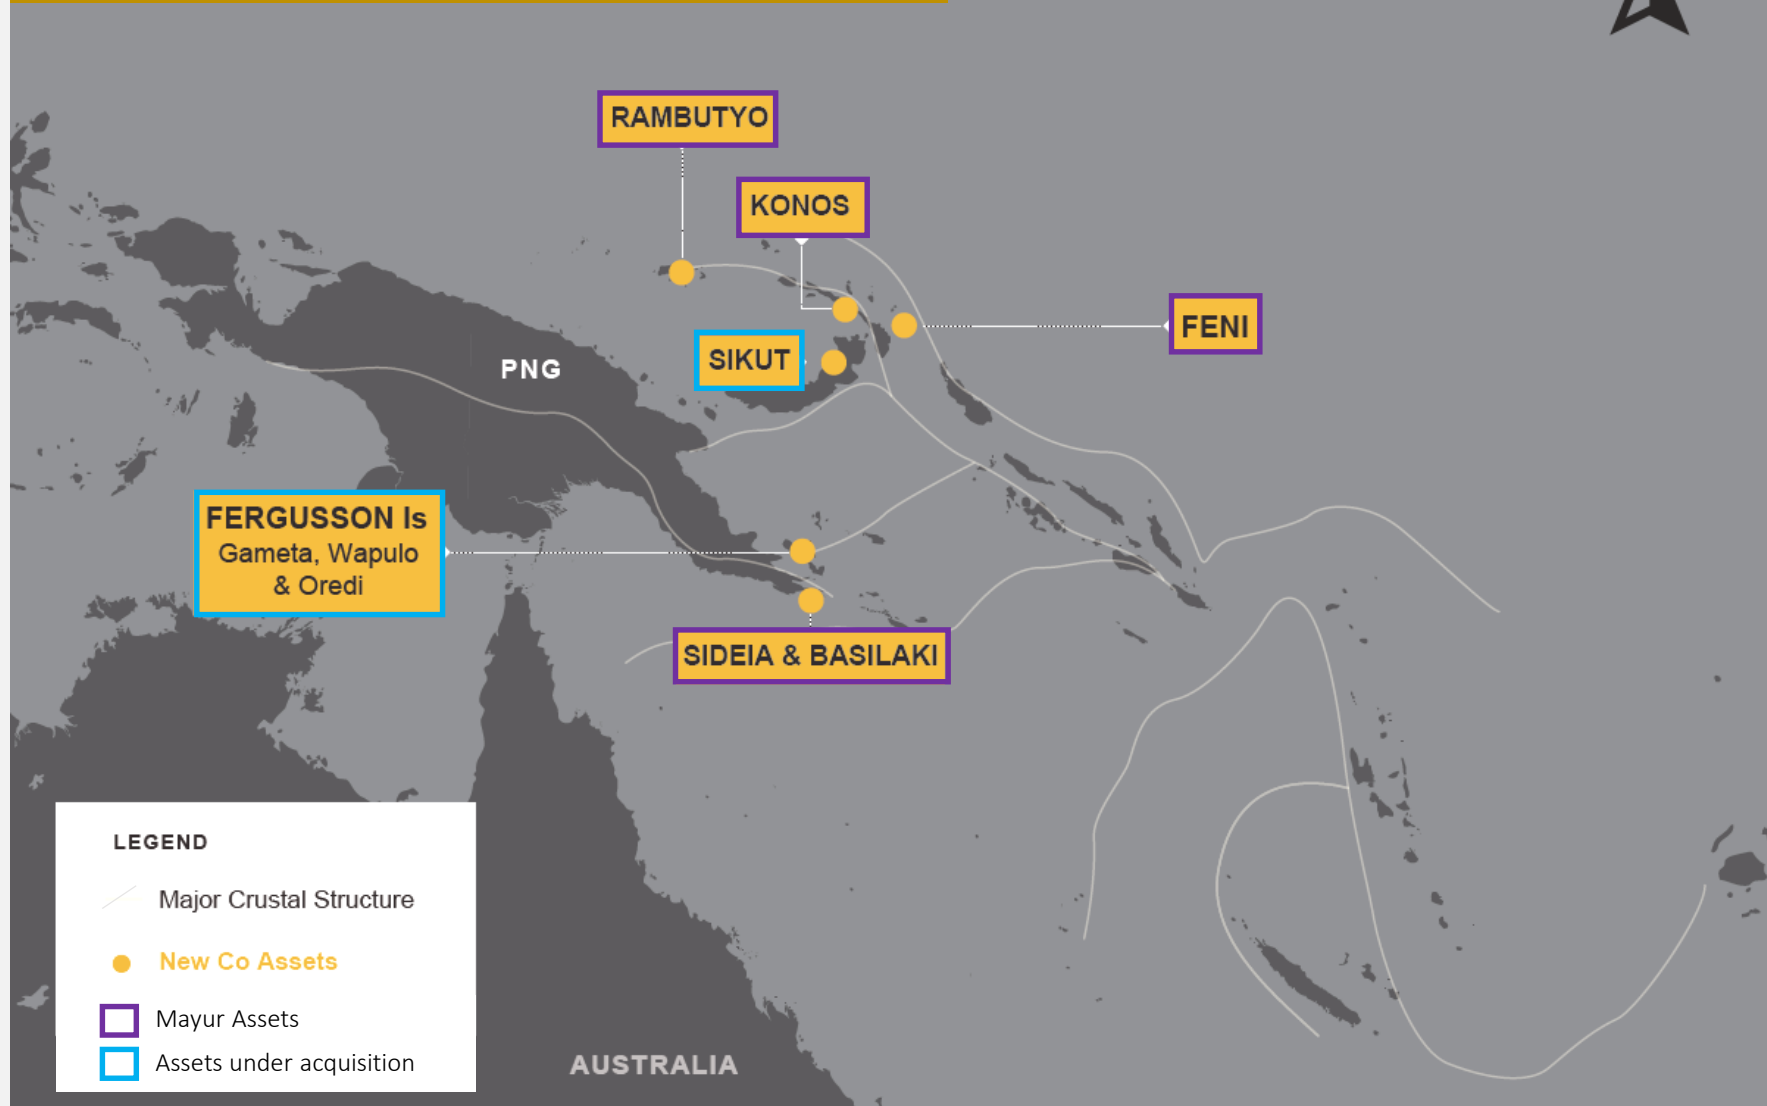 RAMBUTYO
KONOS
FENI
SIKUT
PNG
FERGUSSON Is
Gameta, Wapulo
& Oredi
SIDEIA & BASILAKI
LEGEND
Major Crustal Structure
New Co Assets
Mayur Assets
Assets under acquisition
AUSTRALIA